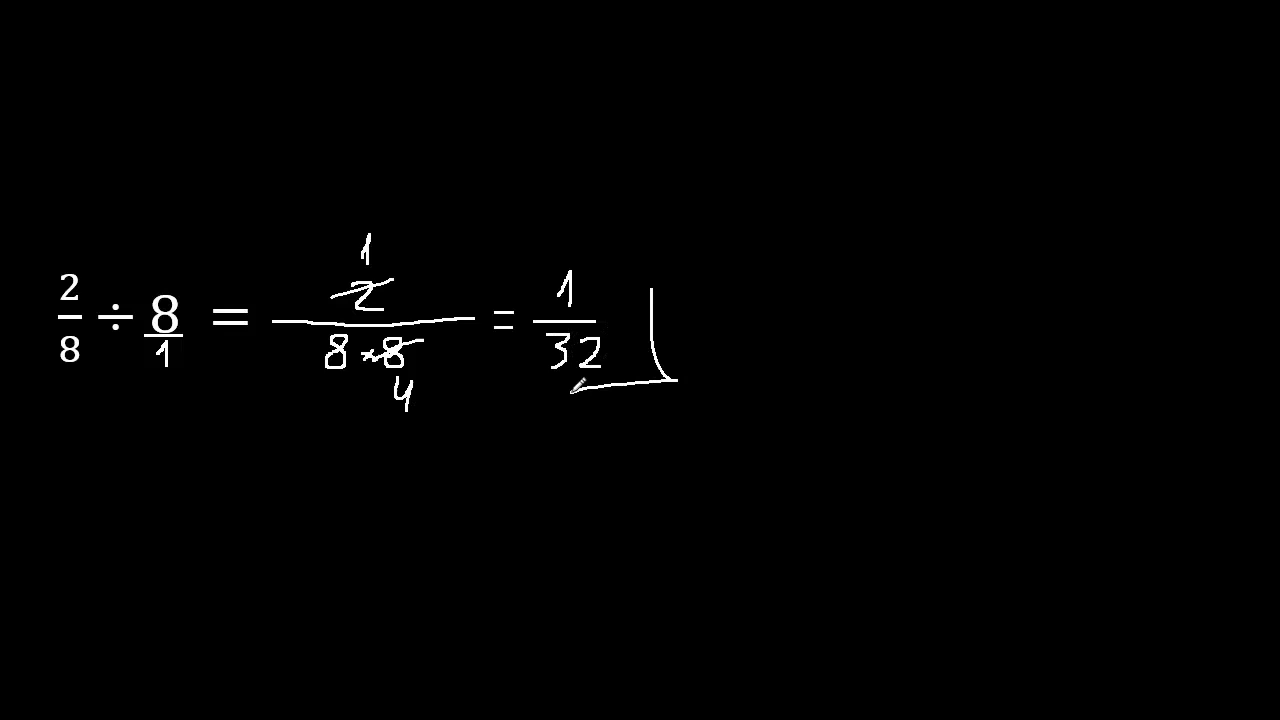 2/8 ÷ 8/1 = 1 2/8×8 4 = 1/32